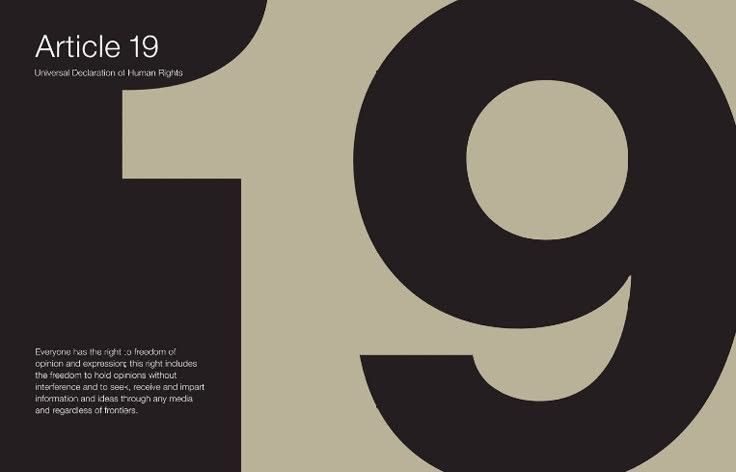 Article 19
Universal Declaration of Human Rights
19
Everyone has the right to freedom of
opinion and expression; this right includes
the freedom to hold opinions without
interference and to seek, receive and impart
information and ideas through any media
and regardless of frontiers.